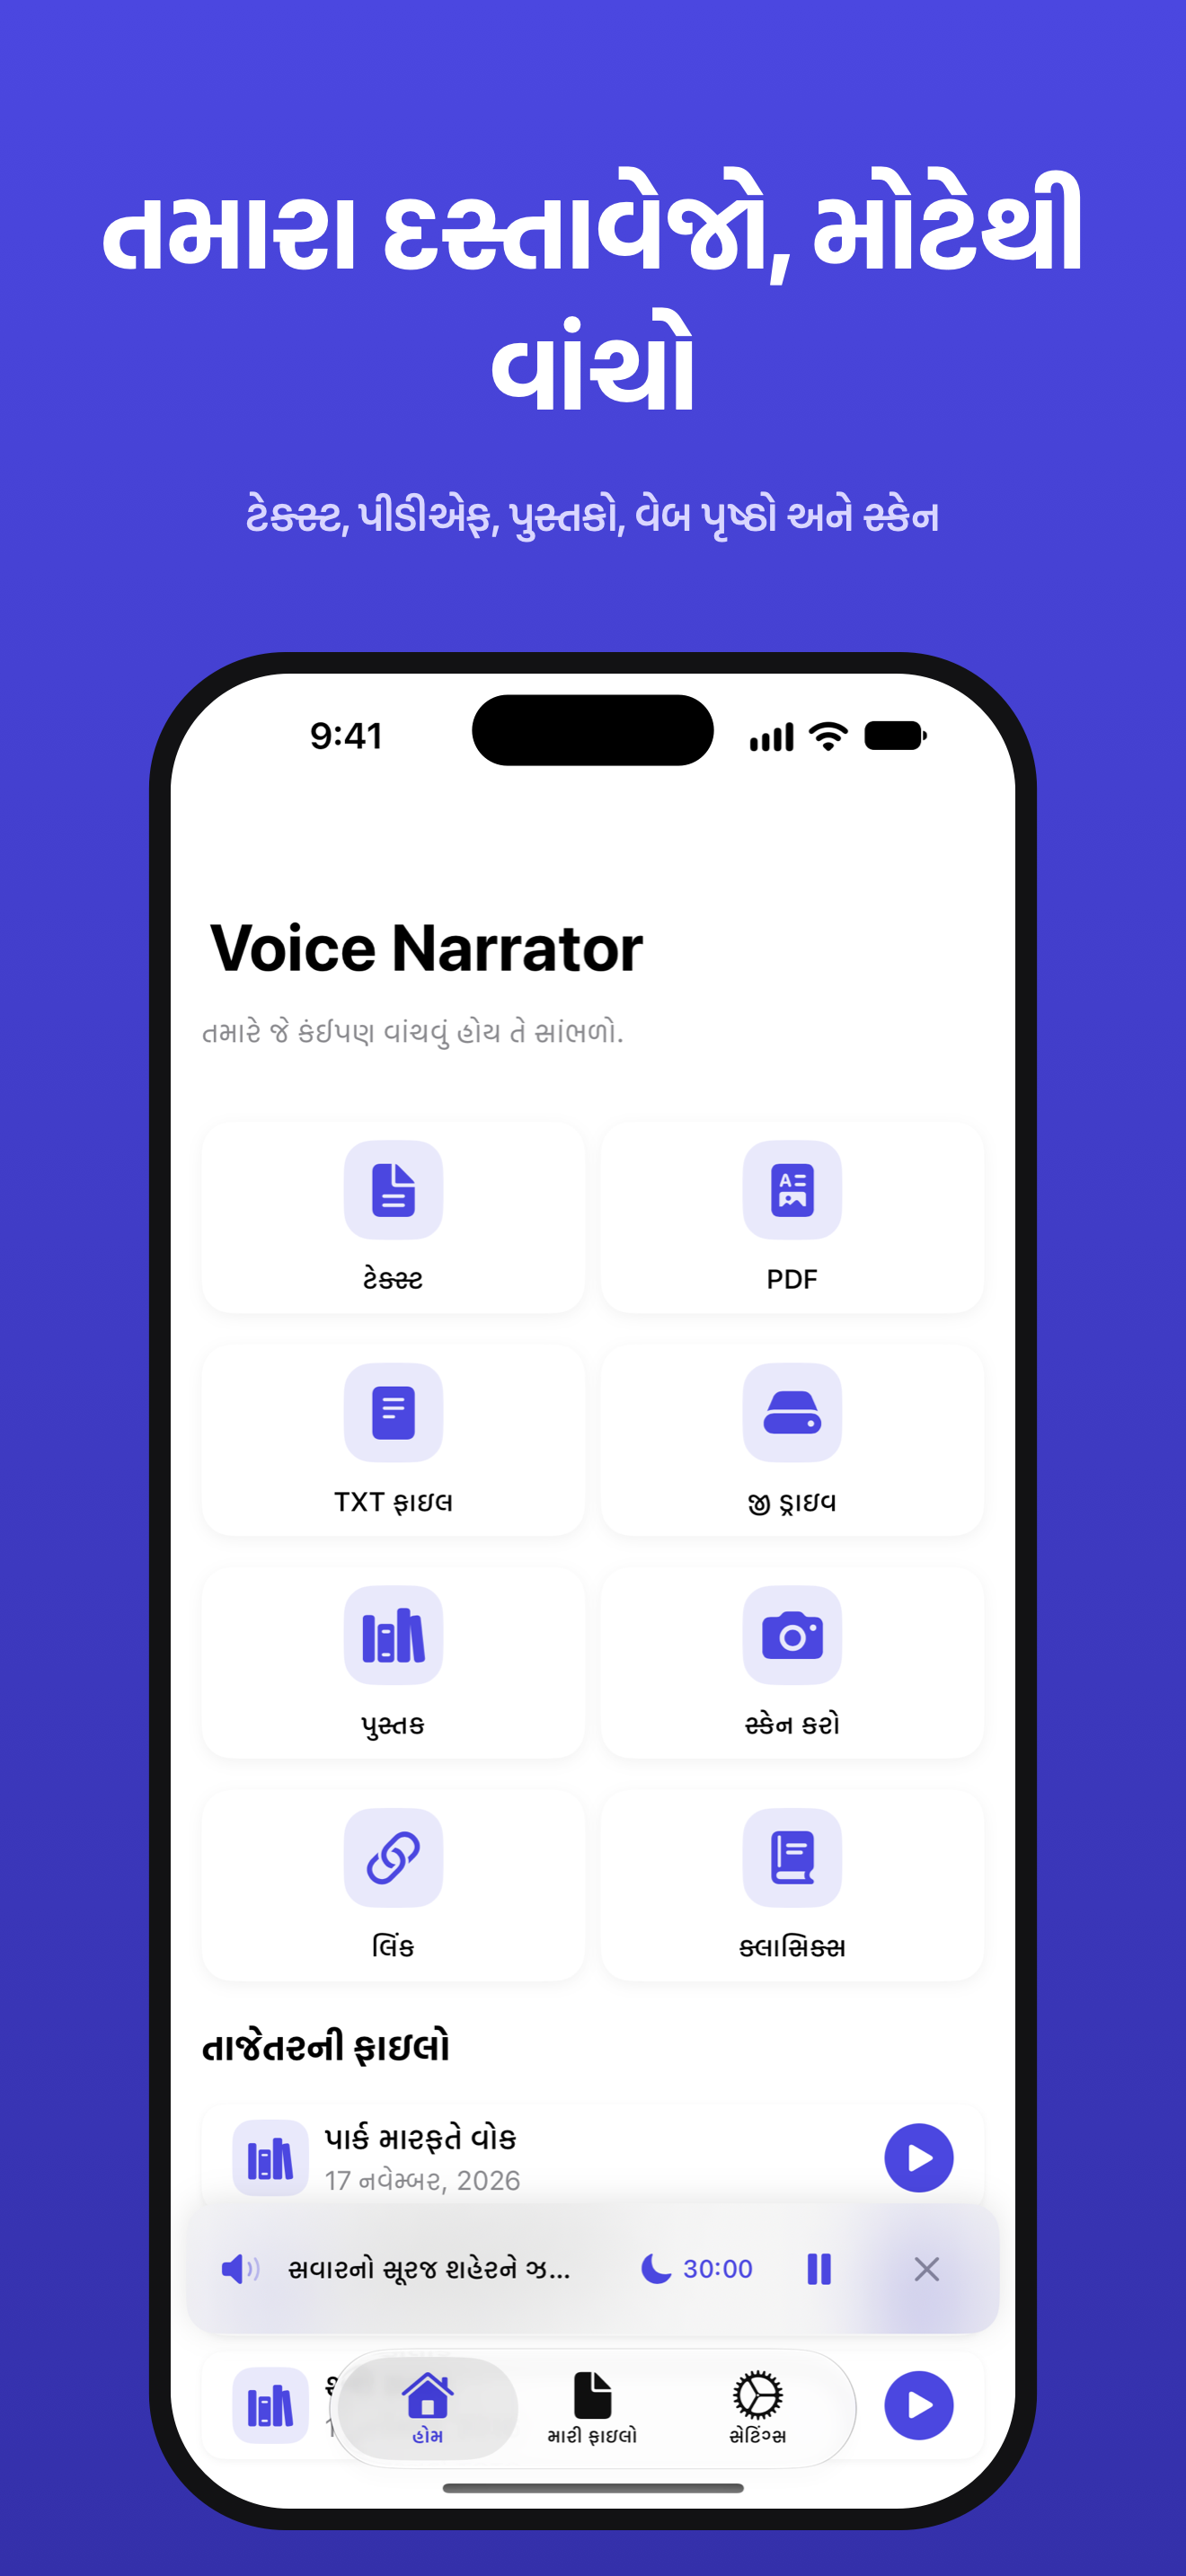 તમારા દસ્તાવેજો, મોટેથી
વાંચો
ટેક્સ્ટ, પીડીએફ, પુસ્તકો, વેબ પૃષ્ઠો અને સ્કેન
9:41
Voice Narrator
તમારે જે કંઈપણ વાંચવું હોય તે સાંભળો.
ટેક્સ્ટ
PDF
TXT ફાઇલ
જી ડ્રાઇવ
પુસ્તક
સ્કેન કરો
લિંક
ક્લાસિક્સ
તાજેતરની ફાઇલો
પાર્ક મારફતે વોક
17 નવેમ્બર, 2026
સવારનો સૂરજ શહેરને ઝ...
30:00
હોમ
મારી ફાઇલો
સેટિંગ્સ